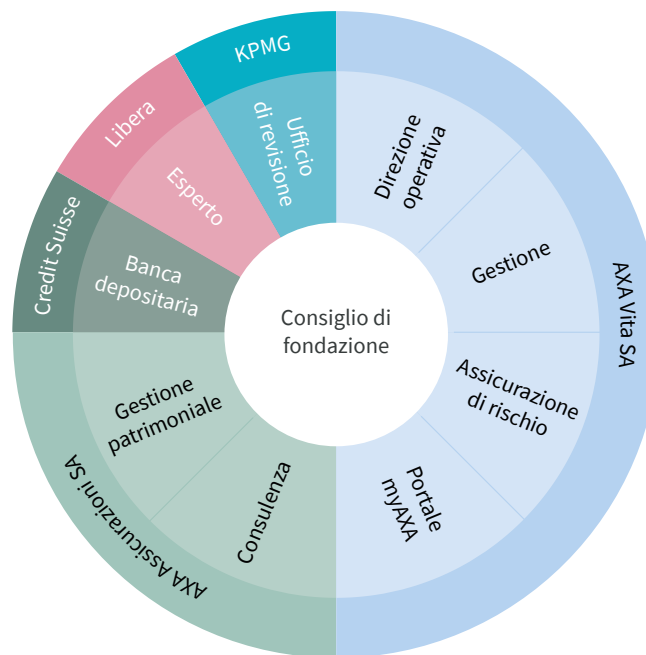 KPMG
Ufficio
di revisione
Libera
Esperto
Credit Suisse
Banca
depositaria
Direzione
operativa
Gestione
AXA Vita SA
Assicurazione
di rischio
Portale
myAXA
Consiglio di
fondazione
Gestione
patrimoniale
Consulenza
AXA Assicurazioni SA